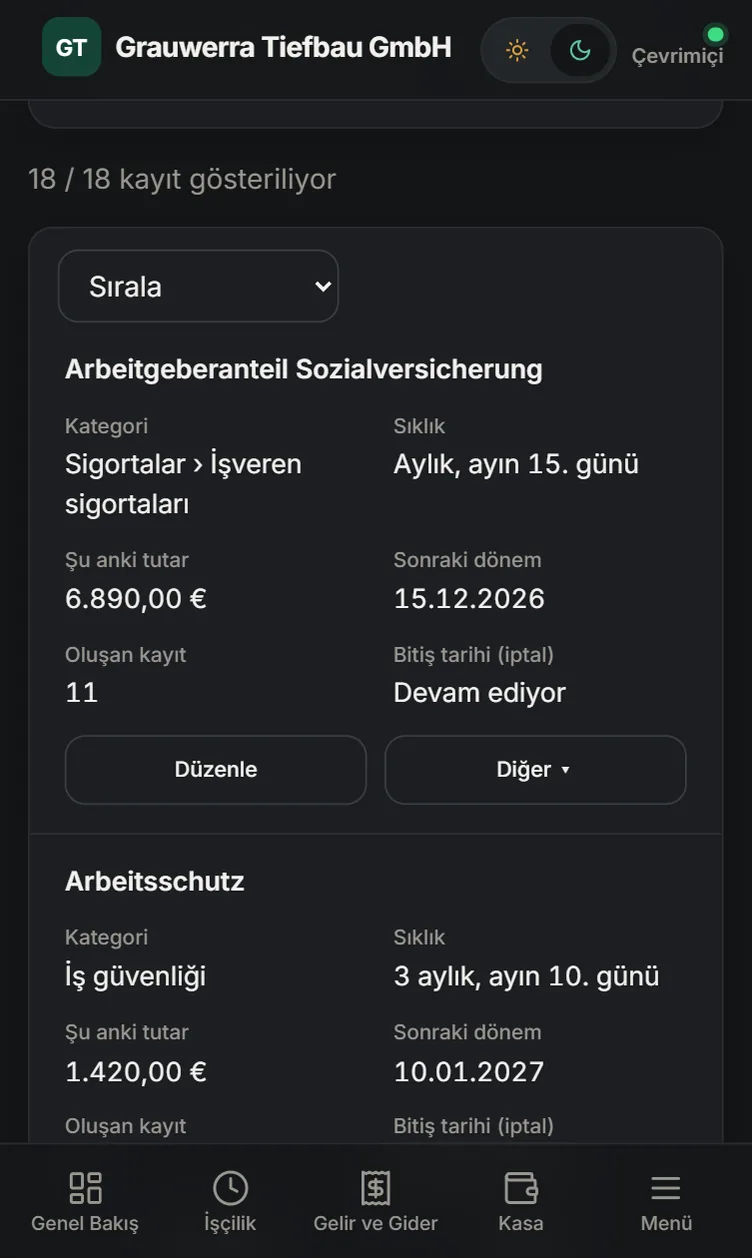 GT
Grauwerra Tiefbau GmbH
Çevrimiçi
18 / 18 kayıt gösteriliyor
Sırala
Arbeitgeberanteil Sozialversicherung
Kategori
Sıklık
Sigortalar › İşveren
sigortaları
Aylık, ayın 15. günü
Şu anki tutar
Sonraki dönem
6.890,00 €
15.12.2026
Oluşan kayıt
Bitiş tarihi (iptal)
11
Devam ediyor
Düzenle
Diğer ▾
Arbeitsschutz
Kategori
Sıklık
İş güvenliği
3 aylık, ayın 10. günü
Şu anki tutar
Sonraki dönem
1.420,00 €
10.01.2027
Oluşan kayıt
Bitiş tarihi (iptal)
Genel Bakış
İşçilik
Gelir ve Gider
Kasa
Menü